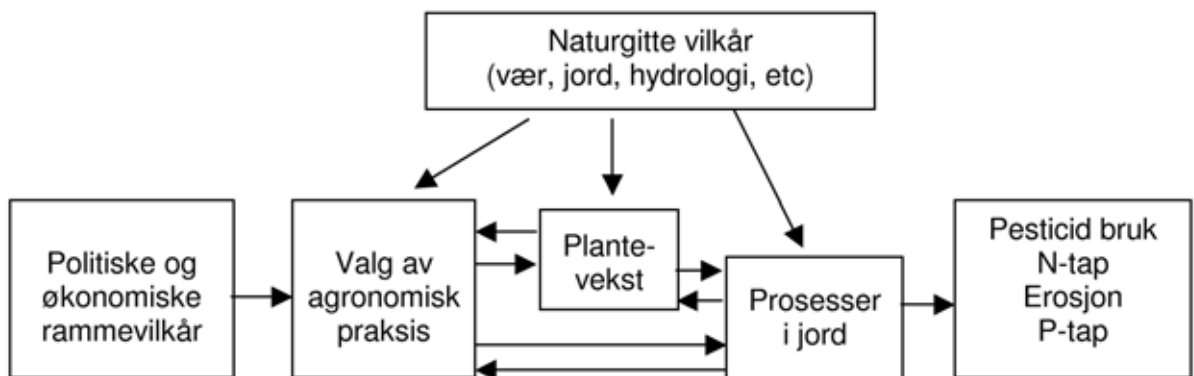 Naturgitte vilkår
(vær, jord, hydrologi, etc)
Politiske og
økonomiske
rammevilkår
Valg av
agronomisk
praksis
Plante-
vekst
Prosesser
i jord
Pesticid bruk
N-tap
Erosjon
P-tap